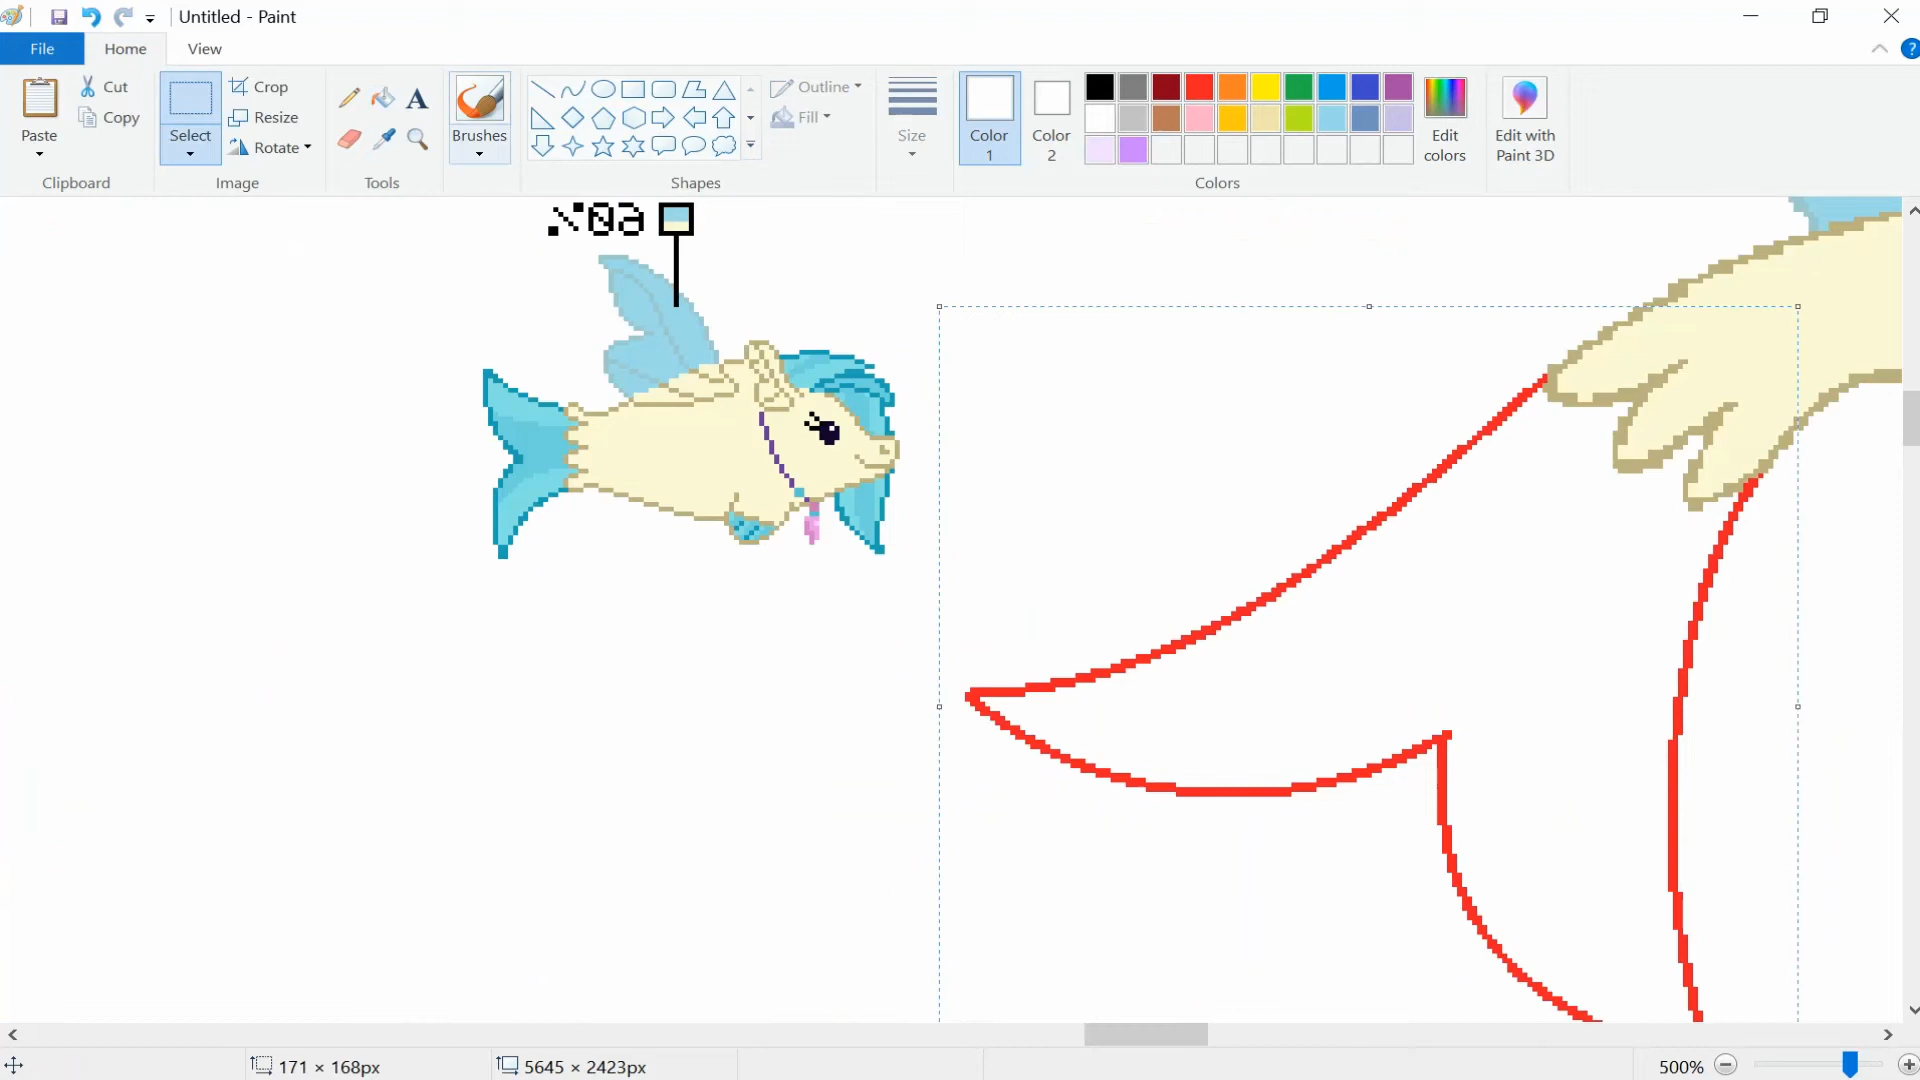 Untitled - Paint
File
Home
View
Paste
Cut
Copy
Clipboard
Select
Crop
Resize
Rotate
Image
Tools
Brushes
Shapes
Outline
Fill
Size
Color
1
Color
2
Colors
Edit
colors
Edit with
Paint 3D
171 × 168px
5645 × 2423px
500%